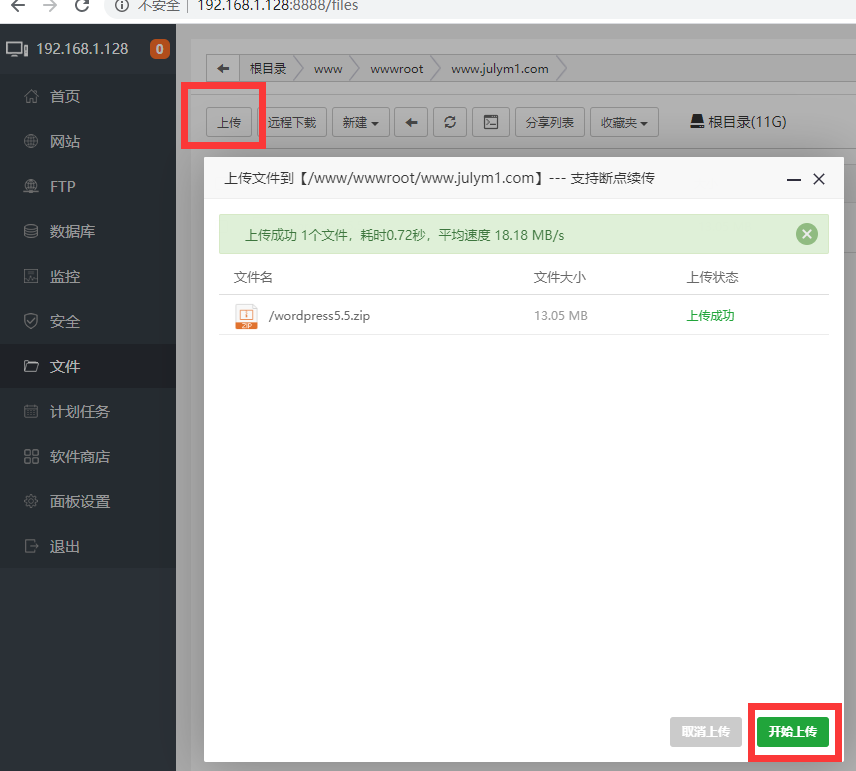 不安全 192.168.1.128:8888/files
192.168.1.128 0
首页
网站
FTP
数据库
监控
安全
文件
计划任务
软件商店
面板设置
退出
根目录 www wwwroot www.julym1.com
上传 远程下载 新建 分享列表 收藏夹 根目录(11G)
上传文件到【/www/wwwroot/www.julym1.com】--- 支持断点续传
上传成功 1个文件，耗时0.72秒，平均速度 18.18 MB/s
文件名 文件大小 上传状态
ZIP /wordpress5.5.zip 13.05 MB 上传成功
取消上传 开始上传